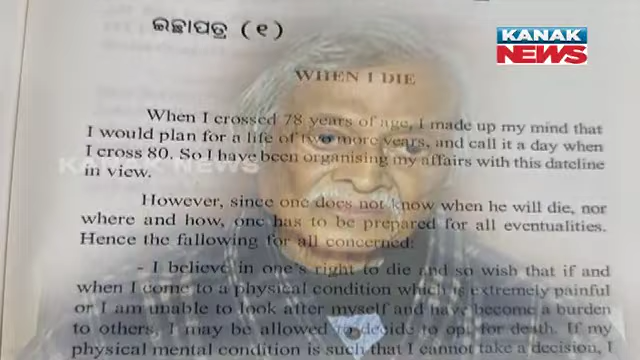 ଇଚ୍ଛାପତ୍ର (୧)
KANAK
NEWS
WHEN I DIE
When I crossed 78 years of age, I made up my mind that
I would plan for a life of two more years, and call it a day when
I cross 80. So I have been organising my affairs with this dateline
in view.
KANAK NEWS
However, since one does not know when he will die, nor
where and how, one has to be prepared for all eventualities.
Hence the fallowing for all concerned:
- I believe in one's right to die and so wish that if and
when I come to a physical condition which is extremely painful
or I am unable to look after myself and have become a burden
to others, I may be allowed to decide to opt for death. If my
physical mental condition is such that I cannot take a decision, I